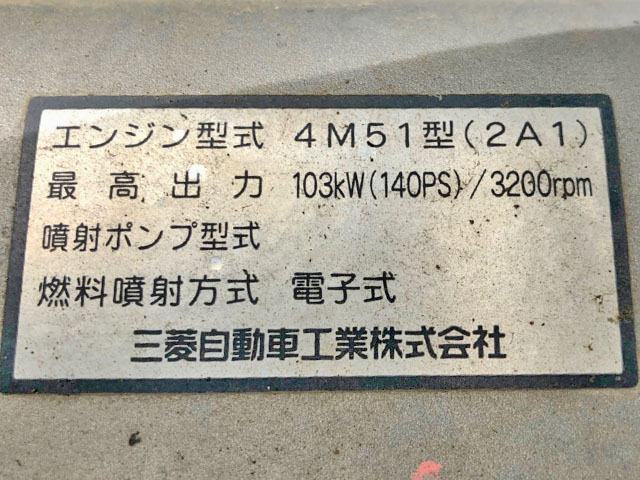 エンジン型式 4M51型(2A1)
最高出力 103kW(140PS)/3200rpm
噴射ポンプ型式
燃料噴射方式 電子式
三菱自動車工業株式会社